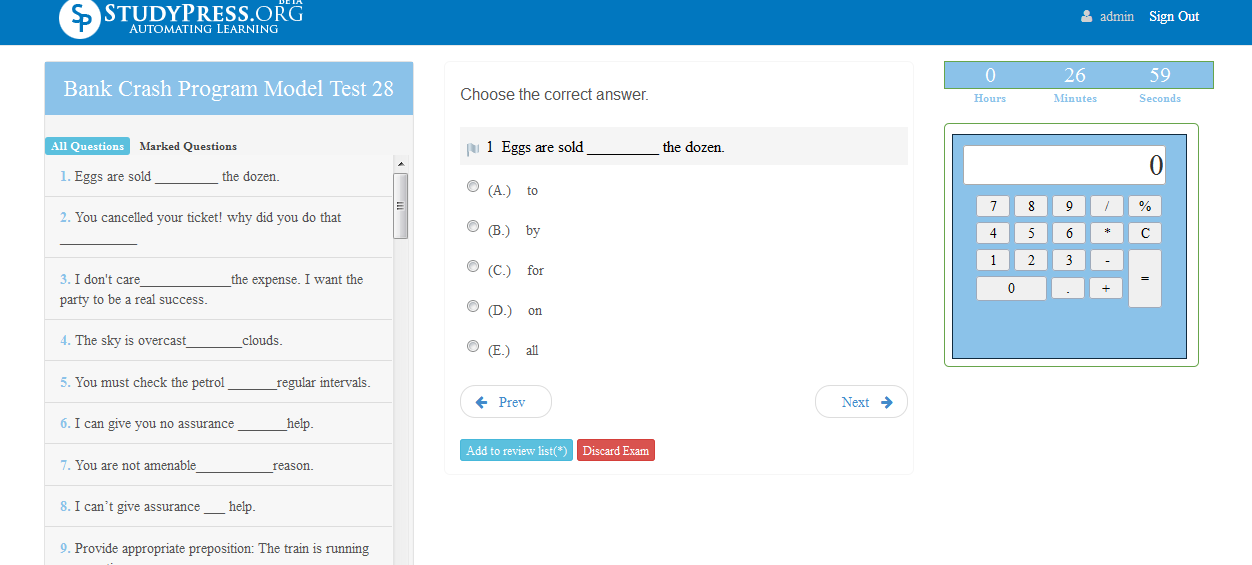 BETA
STUDYPRESS.ORG
AUTOMATING LEARNING
admin Sign Out
Bank Crash Program Model Test 28
All Questions Marked Questions
1. Eggs are sold _________ the dozen.
2. You cancelled your ticket! why did you do that
___________
3. I don't care_____________the expense. I want the
party to be a real success.
4. The sky is overcast________clouds.
5. You must check the petrol _______regular intervals.
6. I can give you no assurance _______help.
7. You are not amenable___________reason.
8. I can’t give assurance ___ help.
9. Provide appropriate preposition: The train is running
Choose the correct answer.
1 Eggs are sold _________ the dozen.
(A.) to
(B.) by
(C.) for
(D.) on
(E.) all
Prev
Next
Add to review list(*) Discard Exam
0 26 59
Hours Minutes Seconds
0
7 8 9 / %
4 5 6 * C
1 2 3 - =
0 . +